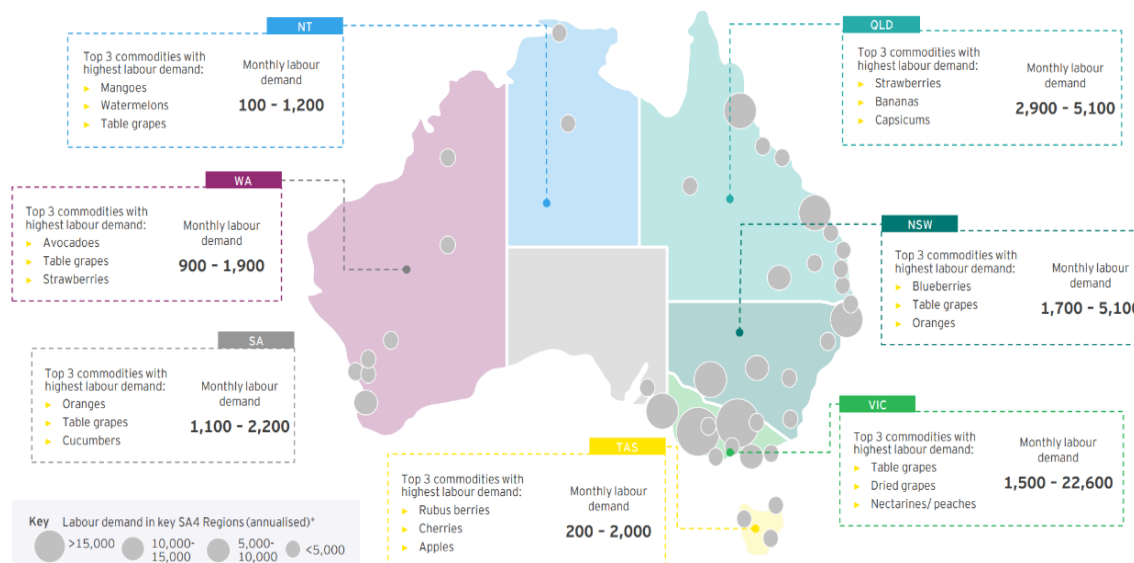 NT
Top 3 commodities with
highest labour demand:
► Mangoes
► Watermelons
► Table grapes
Monthly labour
demand
100 - 1,200
QLD
Top 3 commodities with
highest labour demand:
► Strawberries
► Bananas
► Capsicums
Monthly labour
demand
2,900 - 5,100
WA
Top 3 commodities with
highest labour demand:
► Avocadoes
► Table grapes
► Strawberries
Monthly labour
demand
900 - 1,900
NSW
Top 3 commodities with
highest labour demand:
► Blueberries
► Table grapes
► Oranges
Monthly labour
demand
1,700 - 5,100
SA
Top 3 commodities with
highest labour demand:
► Oranges
► Table grapes
► Cucumbers
Monthly labour
demand
1,100 - 2,200
VIC
Top 3 commodities with
highest labour demand:
► Table grapes
► Dried grapes
► Nectarines/ peaches
Monthly labour
demand
1,500 - 22,600
TAS
Top 3 commodities with
highest labour demand:
► Rubus berries
► Cherries
► Apples
Monthly labour
demand
200 - 2,000
Key Labour demand in key SA4 Regions (annualised)*
>15,000
10,000-
15,000
5,000-
10,000
<5,000